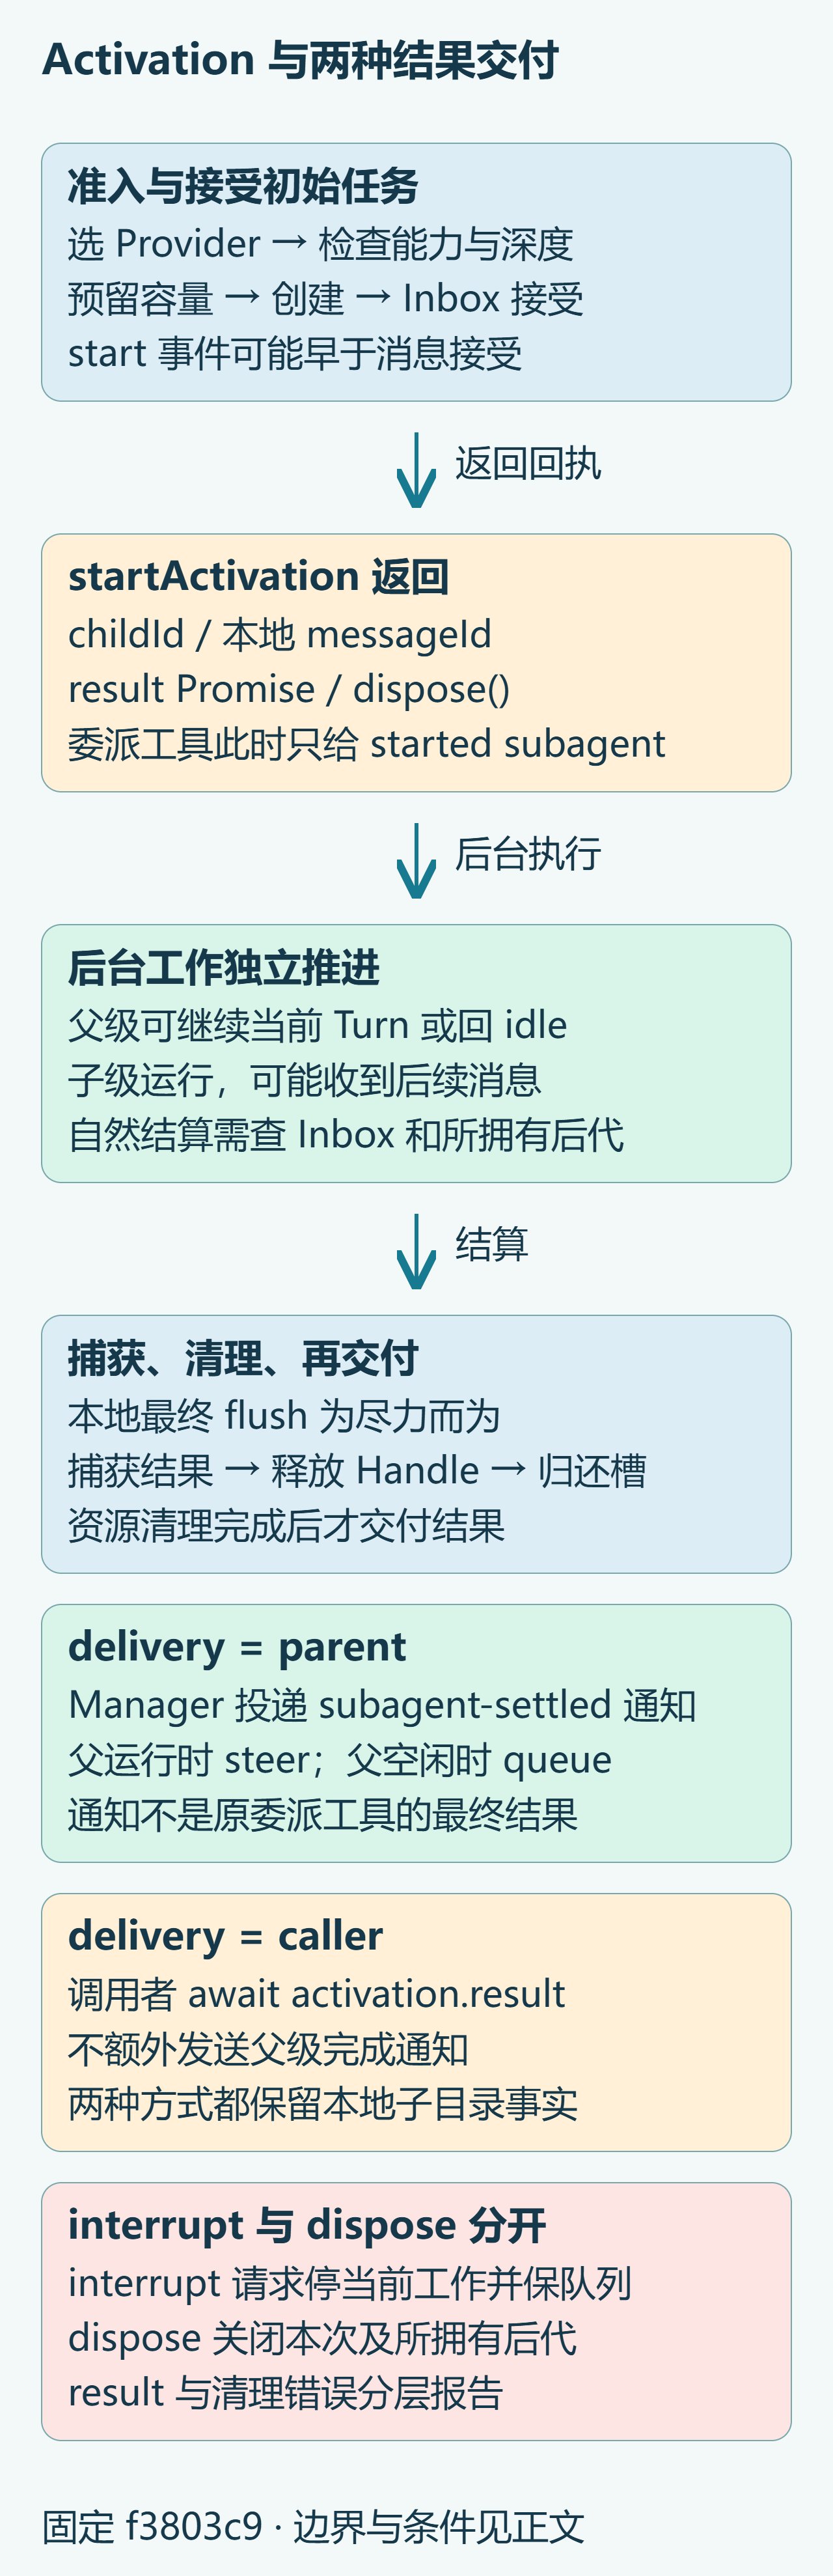 Activation 与两种结果交付
准入与接受初始任务
选 Provider → 检查能力与深度
预留容量 → 创建 → Inbox 接受
start 事件可能早于消息接受
返回回执
startActivation 返回
childId / 本地 messageId
result Promise / dispose()
委派工具此时只给 started subagent
后台执行
后台工作独立推进
父级可继续当前 Turn 或回 idle
子级运行，可能收到后续消息
自然结算需查 Inbox 和所拥有后代
结算
捕获、清理、再交付
本地最终 flush 为尽力而为
捕获结果 → 释放 Handle → 归还槽
资源清理完成后才交付结果
delivery = parent
Manager 投递 subagent-settled 通知
父运行时 steer；父空闲时 queue
通知不是原委派工具的最终结果
delivery = caller
调用者 await activation.result
不额外发送父级完成通知
两种方式都保留本地子目录事实
interrupt 与 dispose 分开
interrupt 请求停当前工作并保队列
dispose 关闭本次及所拥有后代
result 与清理错误分层报告
固定 f3803c9 · 边界与条件见正文